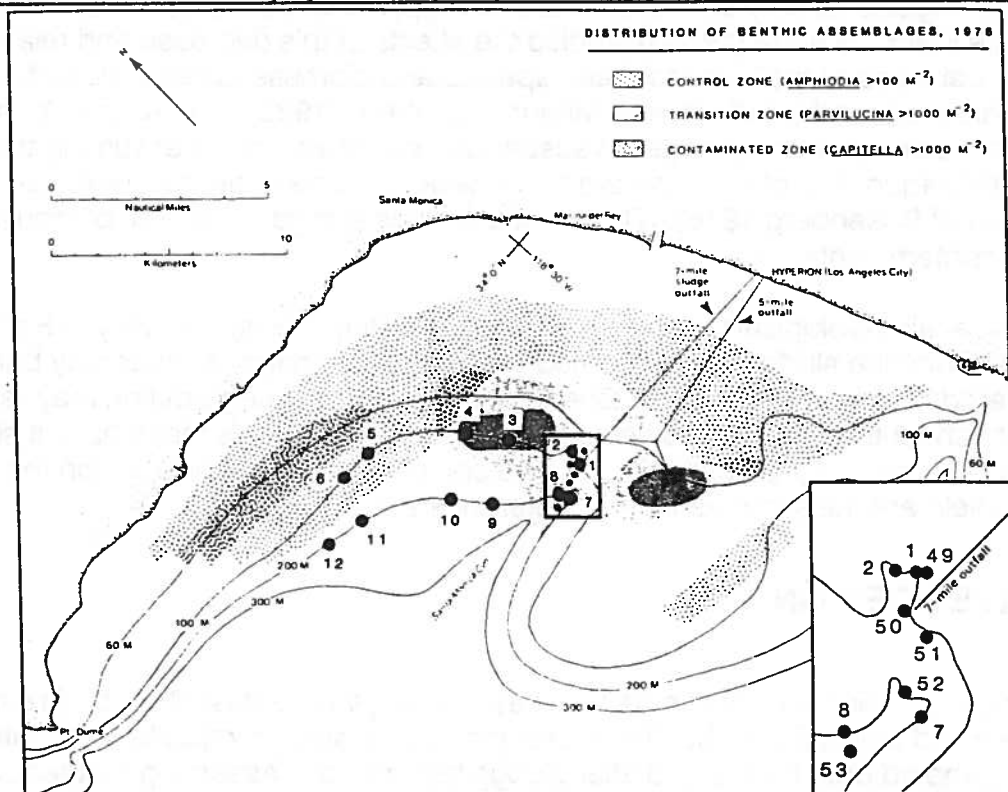 DISTRIBUTION OF BENTHIC ASSEMBLAGES, 1978
CONTROL ZONE (AMPHIODIA >100 M⁻²)
TRANSITION ZONE (PARVILUCINA >1000 M⁻²)
CONTAMINATED ZONE (CAPITELLA >1000 M⁻²)
N
0 5
Nautical Miles
0 10
Kilometers
Santa Monica
Marina del Rey
34° 0' N
118° 30' W
HYPERION (Los Angeles City)
7-mile
sludge
outfall
5-mile
outfall
4
3
5
2
1
6
8
7
10
9
11
12
100 M
60 M
200 M
300 M
100 M
60 M
200 M
300 M
Pt. Dume
2 1 49
7-mile outfall
50
51
52
8
7
53